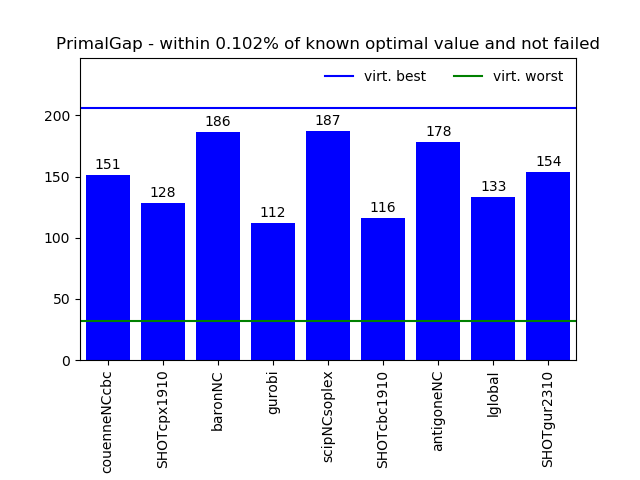 PrimalGap - within 0.102% of known optimal value and not failed
virt. best
virt. worst
200
150
100
50
0
151
128
186
112
187
116
178
133
154
couenneNCcbc
SHOTcpx1910
baronNC
gurobi
scipNCsoplex
SHOTcbc1910
antigoneNC
lglobal
SHOTgur2310